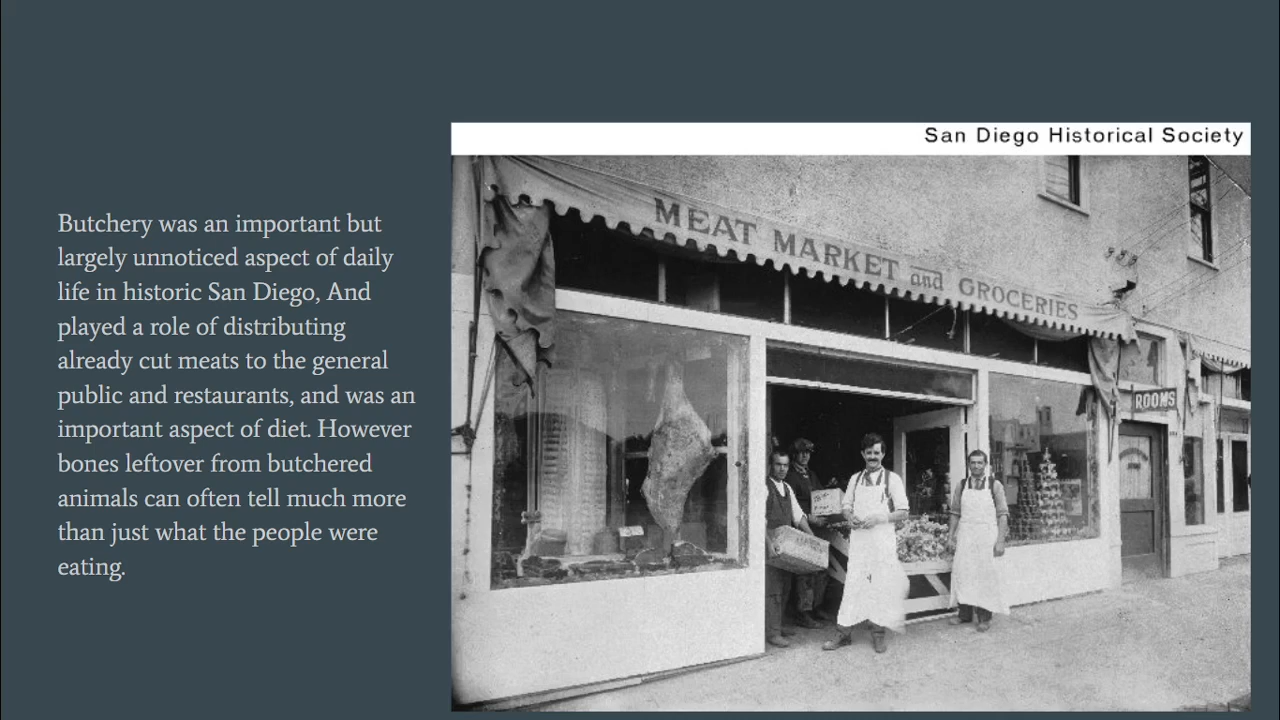 Butchery was an important but
largely unnoticed aspect of daily
life in historic San Diego, And
played a role of distributing
already cut meats to the general
public and restaurants, and was an
important aspect of diet. However
bones leftover from butchered
animals can often tell much more
than just what the people were
eating.
San Diego Historical Society
MEAT MARKET and GROCERIES
ROOMS